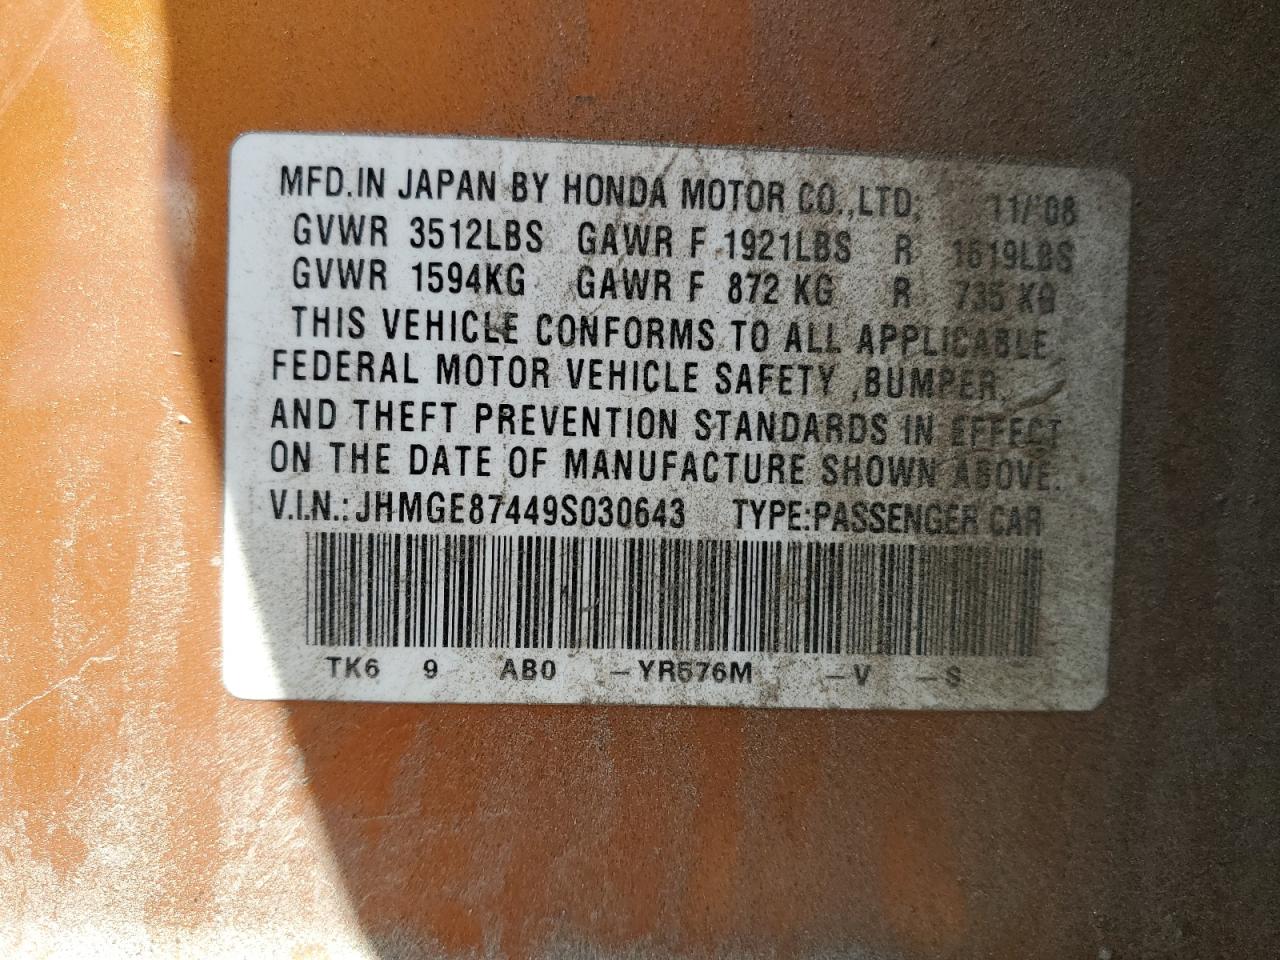 MFD.IN JAPAN BY HONDA MOTOR CO.,LTD. 11/'08
GVWR 3512LBS GAWR F 1921LBS R 1619LBS
GVWR 1594KG GAWR F 872 KG R 735 KG
THIS VEHICLE CONFORMS TO ALL APPLICABLE
FEDERAL MOTOR VEHICLE SAFETY ,BUMPER,
AND THEFT PREVENTION STANDARDS IN EFFECT
ON THE DATE OF MANUFACTURE SHOWN ABOVE.
V.I.N.: JHMGE87449S030643 TYPE:PASSENGER CAR
TK6 9 AB0 -YR576M -V -S